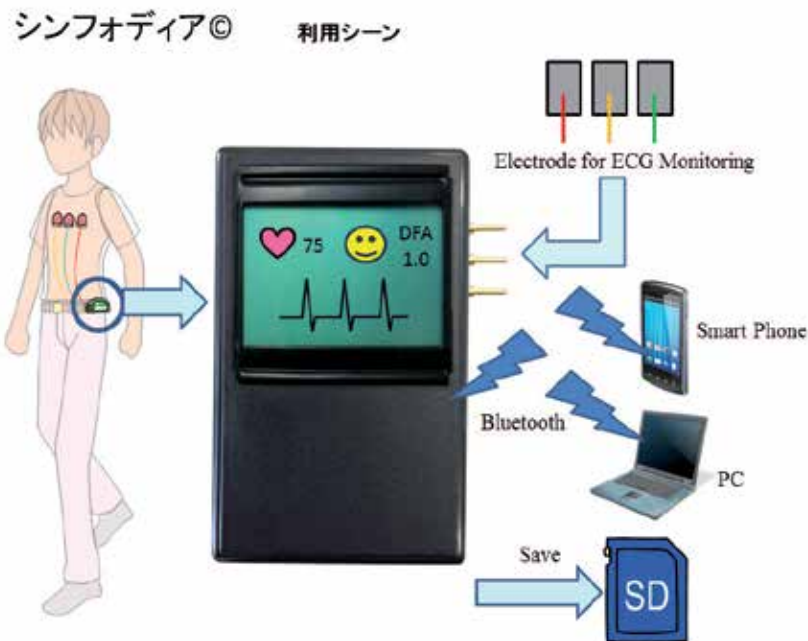 シンフォディア© 利用シーン
Electrode for ECG Monitoring
75
DFA
1.0
Smart Phone
Bluetooth
PC
Save
SD